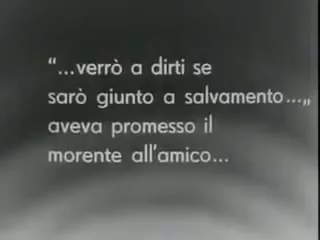 “...verrò a dirti se
sarò giunto a salvamento...„
aveva promesso il
morente all'amico...